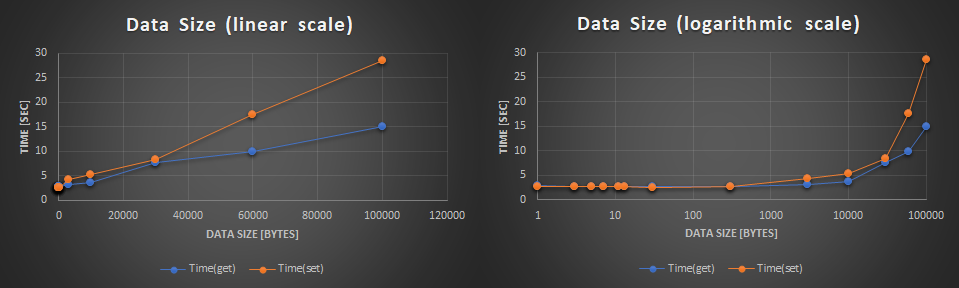 Data Size (linear scale)
30
25
20
15
10
5
0
TIME [SEC]
0 20000 40000 60000 80000 100000 120000
DATA SIZE [BYTES]
Time(get) Time(set)
Data Size (logarithmic scale)
30
25
20
15
10
5
0
TIME [SEC]
1 10 100 1000 10000 100000
DATA SIZE [BYTES]
Time(get) Time(set)